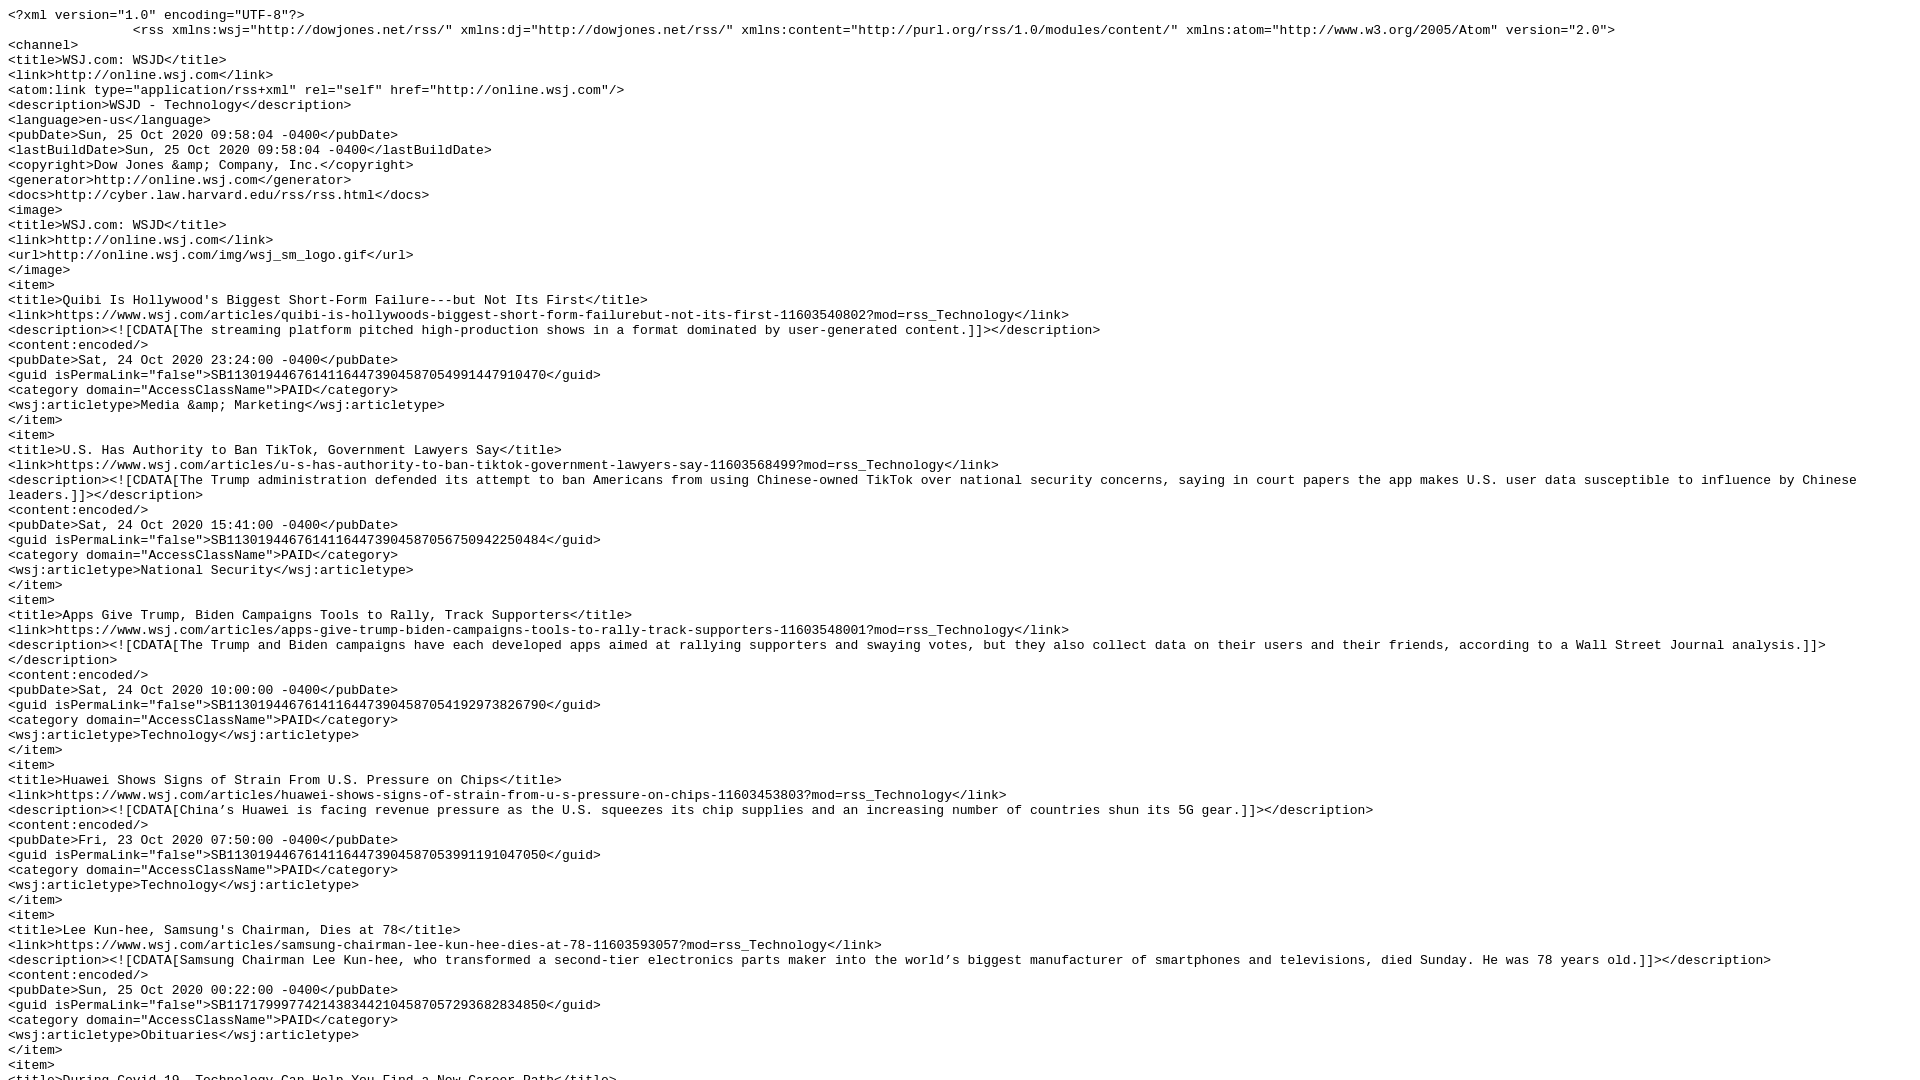 <?xml version="1.0" encoding="UTF-8"?>
<rss xmlns:wsj="http://dowjones.net/rss/" xmlns:dj="http://dowjones.net/rss/" xmlns:content="http://purl.org/rss/1.0/modules/content/" xmlns:atom="http://www.w3.org/2005/Atom" version="2.0">
<channel>
<title>WSJ.com: WSJD</title>
<link>http://online.wsj.com</link>
<atom:link type="application/rss+xml" rel="self" href="http://online.wsj.com"/>
<description>WSJD - Technology</description>
<language>en-us</language>
<pubDate>Sun, 25 Oct 2020 09:58:04 -0400</pubDate>
<lastBuildDate>Sun, 25 Oct 2020 09:58:04 -0400</lastBuildDate>
<copyright>Dow Jones &amp; Company, Inc.</copyright>
<generator>http://online.wsj.com</generator>
<docs>http://cyber.law.harvard.edu/rss/rss.html</docs>
<image>
<title>WSJ.com: WSJD</title>
<link>http://online.wsj.com</link>
<url>http://online.wsj.com/img/wsj_sm_logo.gif</url>
</image>
<item>
<title>Quibi Is Hollywood's Biggest Short-Form Failure---but Not Its First</title>
<link>https://www.wsj.com/articles/quibi-is-hollywoods-biggest-short-form-failurebut-not-its-first-11603540802?mod=rss_Technology</link>
<description><![CDATA[The streaming platform pitched high-production shows in a format dominated by user-generated content.]]></description>
<content:encoded/>
<pubDate>Sat, 24 Oct 2020 23:24:00 -0400</pubDate>
<guid isPermaLink="false">SB11301944676141164473904587054991447910470</guid>
<category domain="AccessClassName">PAID</category>
<wsj:articletype>Media &amp; Marketing</wsj:articletype>
</item>
<item>
<title>U.S. Has Authority to Ban TikTok, Government Lawyers Say</title>
<link>https://www.wsj.com/articles/u-s-has-authority-to-ban-tiktok-government-lawyers-say-11603568499?mod=rss_Technology</link>
<description><![CDATA[The Trump administration defended its attempt to ban Americans from using Chinese-owned TikTok over national security concerns, saying in court papers the app makes U.S. user data susceptible to influence by Chinese
leaders.]]></description>
<content:encoded/>
<pubDate>Sat, 24 Oct 2020 15:41:00 -0400</pubDate>
<guid isPermaLink="false">SB11301944676141164473904587056750942250484</guid>
<category domain="AccessClassName">PAID</category>
<wsj:articletype>National Security</wsj:articletype>
</item>
<item>
<title>Apps Give Trump, Biden Campaigns Tools to Rally, Track Supporters</title>
<link>https://www.wsj.com/articles/apps-give-trump-biden-campaigns-tools-to-rally-track-supporters-11603548001?mod=rss_Technology</link>
<description><![CDATA[The Trump and Biden campaigns have each developed apps aimed at rallying supporters and swaying votes, but they also collect data on their users and their friends, according to a Wall Street Journal analysis.]]>
</description>
<content:encoded/>
<pubDate>Sat, 24 Oct 2020 10:00:00 -0400</pubDate>
<guid isPermaLink="false">SB11301944676141164473904587054192973826790</guid>
<category domain="AccessClassName">PAID</category>
<wsj:articletype>Technology</wsj:articletype>
</item>
<item>
<title>Huawei Shows Signs of Strain From U.S. Pressure on Chips</title>
<link>https://www.wsj.com/articles/huawei-shows-signs-of-strain-from-u-s-pressure-on-chips-11603453803?mod=rss_Technology</link>
<description><![CDATA[China’s Huawei is facing revenue pressure as the U.S. squeezes its chip supplies and an increasing number of countries shun its 5G gear.]]></description>
<content:encoded/>
<pubDate>Fri, 23 Oct 2020 07:50:00 -0400</pubDate>
<guid isPermaLink="false">SB11301944676141164473904587053991191047050</guid>
<category domain="AccessClassName">PAID</category>
<wsj:articletype>Technology</wsj:articletype>
</item>
<item>
<title>Lee Kun-hee, Samsung's Chairman, Dies at 78</title>
<link>https://www.wsj.com/articles/samsung-chairman-lee-kun-hee-dies-at-78-11603593057?mod=rss_Technology</link>
<description><![CDATA[Samsung Chairman Lee Kun-hee, who transformed a second-tier electronics parts maker into the world’s biggest manufacturer of smartphones and televisions, died Sunday. He was 78 years old.]]></description>
<content:encoded/>
<pubDate>Sun, 25 Oct 2020 00:22:00 -0400</pubDate>
<guid isPermaLink="false">SB11717999774214383442104587057293682834850</guid>
<category domain="AccessClassName">PAID</category>
<wsj:articletype>Obituaries</wsj:articletype>
</item>
<item>
<title>During Covid-19, Technology Can Help You Find a New Career Path</title>